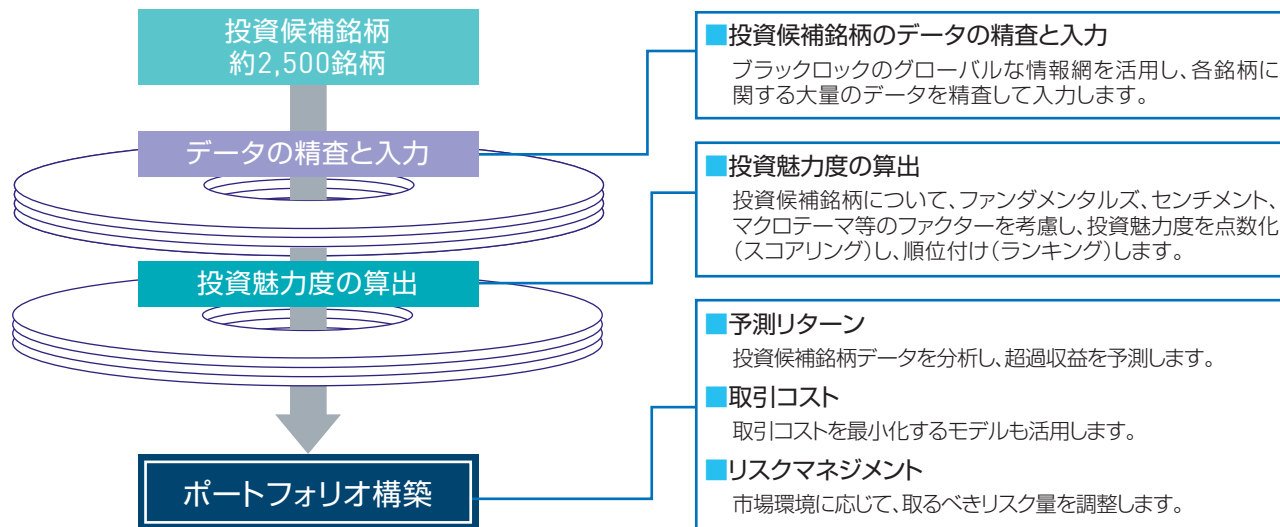 投資候補銘柄
約2,500銘柄
データの精査と入力
投資魅力度の算出
ポートフォリオ構築
■投資候補銘柄のデータの精査と入力
ブラックロックのグローバルな情報網を活用し、各銘柄に
関する大量のデータを精査して入力します。
■投資魅力度の算出
投資候補銘柄について、ファンダメンタルズ、センチメント、
マクロテーマ等のファクターを考慮し、投資魅力度を点数化
（スコアリング）し、順位付け（ランキング）します。
■予測リターン
投資候補銘柄データを分析し、超過収益を予測します。
■取引コスト
取引コストを最小化するモデルも活用します。
■リスクマネジメント
市場環境に応じて、取るべきリスク量を調整します。